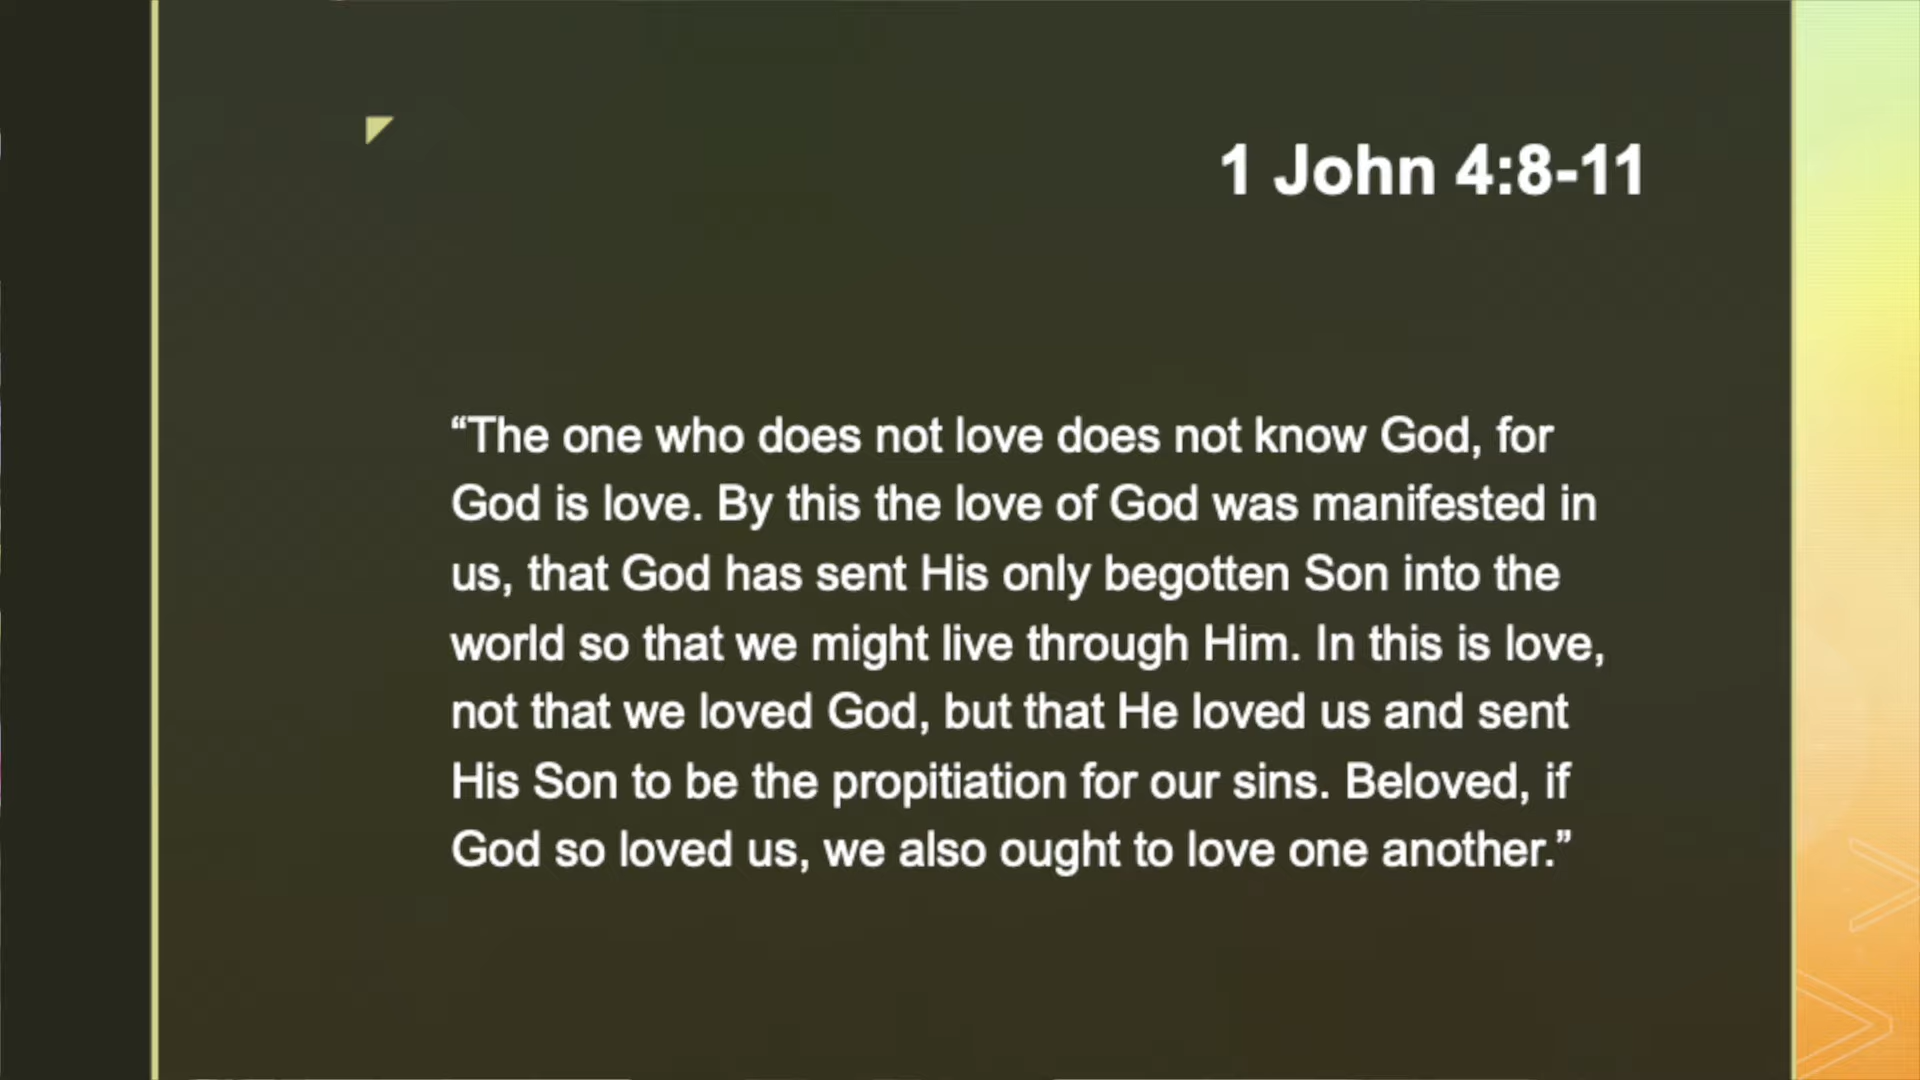 1 John 4:8-11
“The one who does not love does not know God, for
God is love. By this the love of God was manifested in
us, that God has sent His only begotten Son into the
world so that we might live through Him. In this is love,
not that we loved God, but that He loved us and sent
His Son to be the propitiation for our sins. Beloved, if
God so loved us, we also ought to love one another.”